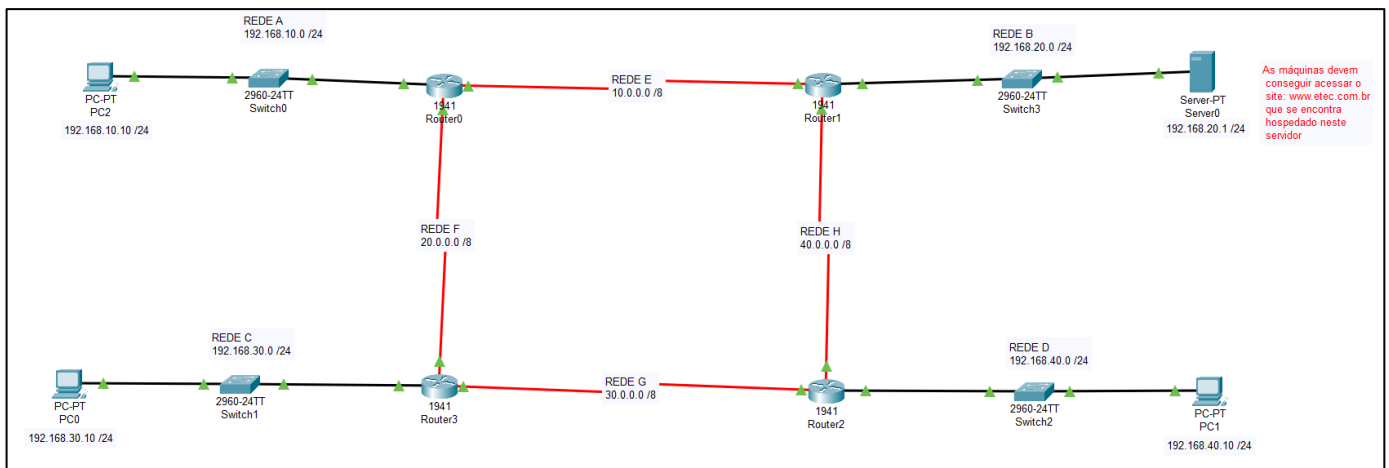 REDE A
192.168.10.0 /24
PC-PT
PC2
192.168.10.10 /24
2960-24TT
Switch0
1941
Router0
REDE E
10.0.0.0 /8
1941
Router1
REDE B
192.168.20.0 /24
2960-24TT
Switch3
Server-PT
Server0
192.168.20.1 /24
As máquinas devem
conseguir acessar o
site: www.etec.com.br
que se encontra
hospedado neste
servidor
REDE F
20.0.0.0 /8
REDE H
40.0.0.0 /8
REDE C
192.168.30.0 /24
PC-PT
PC0
192.168.30.10 /24
2960-24TT
Switch1
1941
Router3
REDE G
30.0.0.0 /8
1941
Router2
REDE D
192.168.40.0 /24
2960-24TT
Switch2
PC-PT
PC1
192.168.40.10 /24